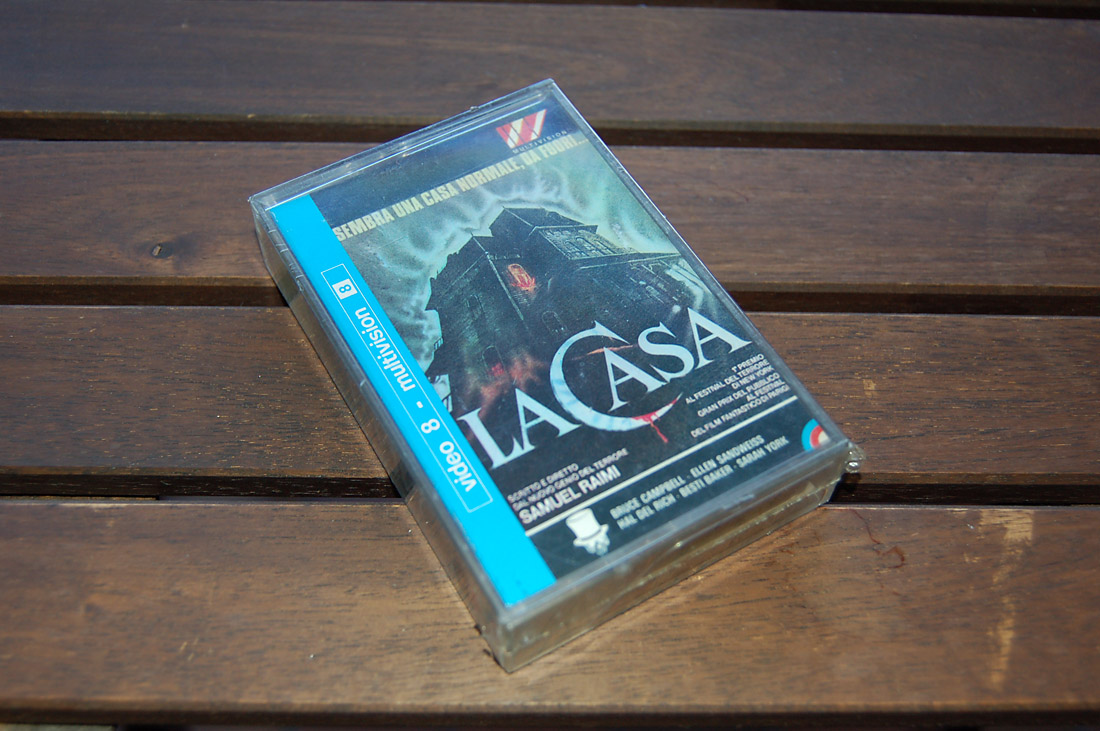 MULTIVISION
SEMBRA UNA CASA NORMALE, DA FUORI...
LA CASA
1° PREMIO
AL FESTIVAL DEL TERRORE
DI NEW YORK
GRAN PRIX DEL PUBBLICO
AL FESTIVAL
DEL FILM FANTASTICO DI PARIGI
SCRITTO E DIRETTO
DAL NUOVO GENIO DEL TERRORE
SAMUEL RAIMI
BRUCE CAMPBELL . ELLEN SANDWEISS
HAL DEL RICH . BESTI BAKER . SARAH YORK
video 8 - multivision 8